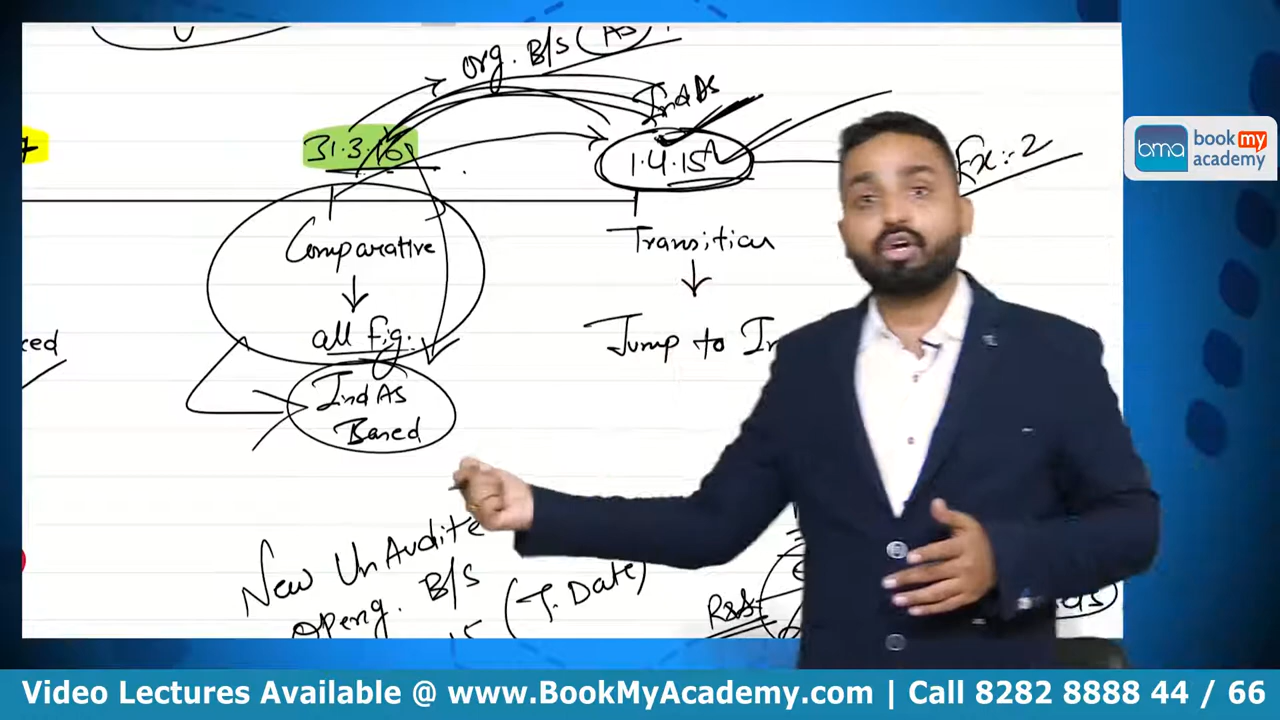 org. B/s (AS)
Ind AS
31.3.16
1.4.15
Ex:-2
Comparative
Transition
all fig.
Jump to In
Ind AS
Based
New UnAudite
openg. B/s
(T. Date)
bma
book my
academy
Video Lectures Available @ www.BookMyAcademy.com | Call 8282 8888 44 / 66